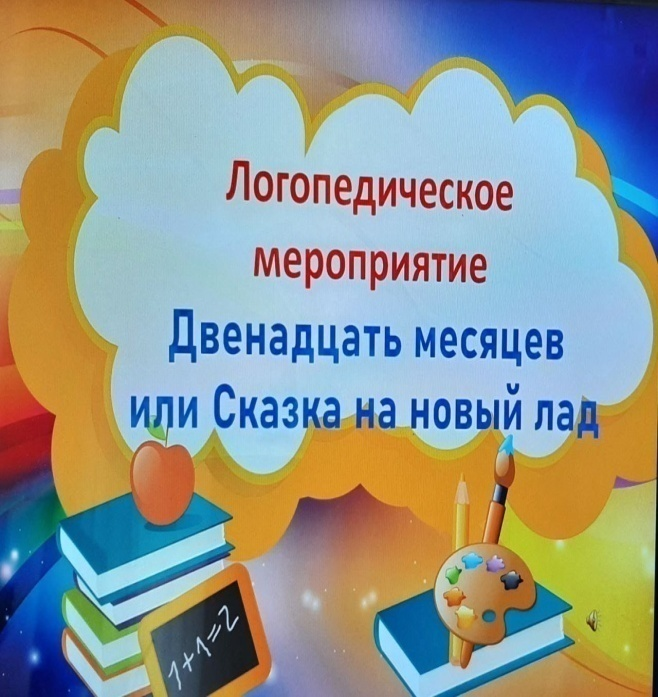 Логопедическое
мероприятие
Двенадцать месяцев
или Сказка на новый лад
1+1=2